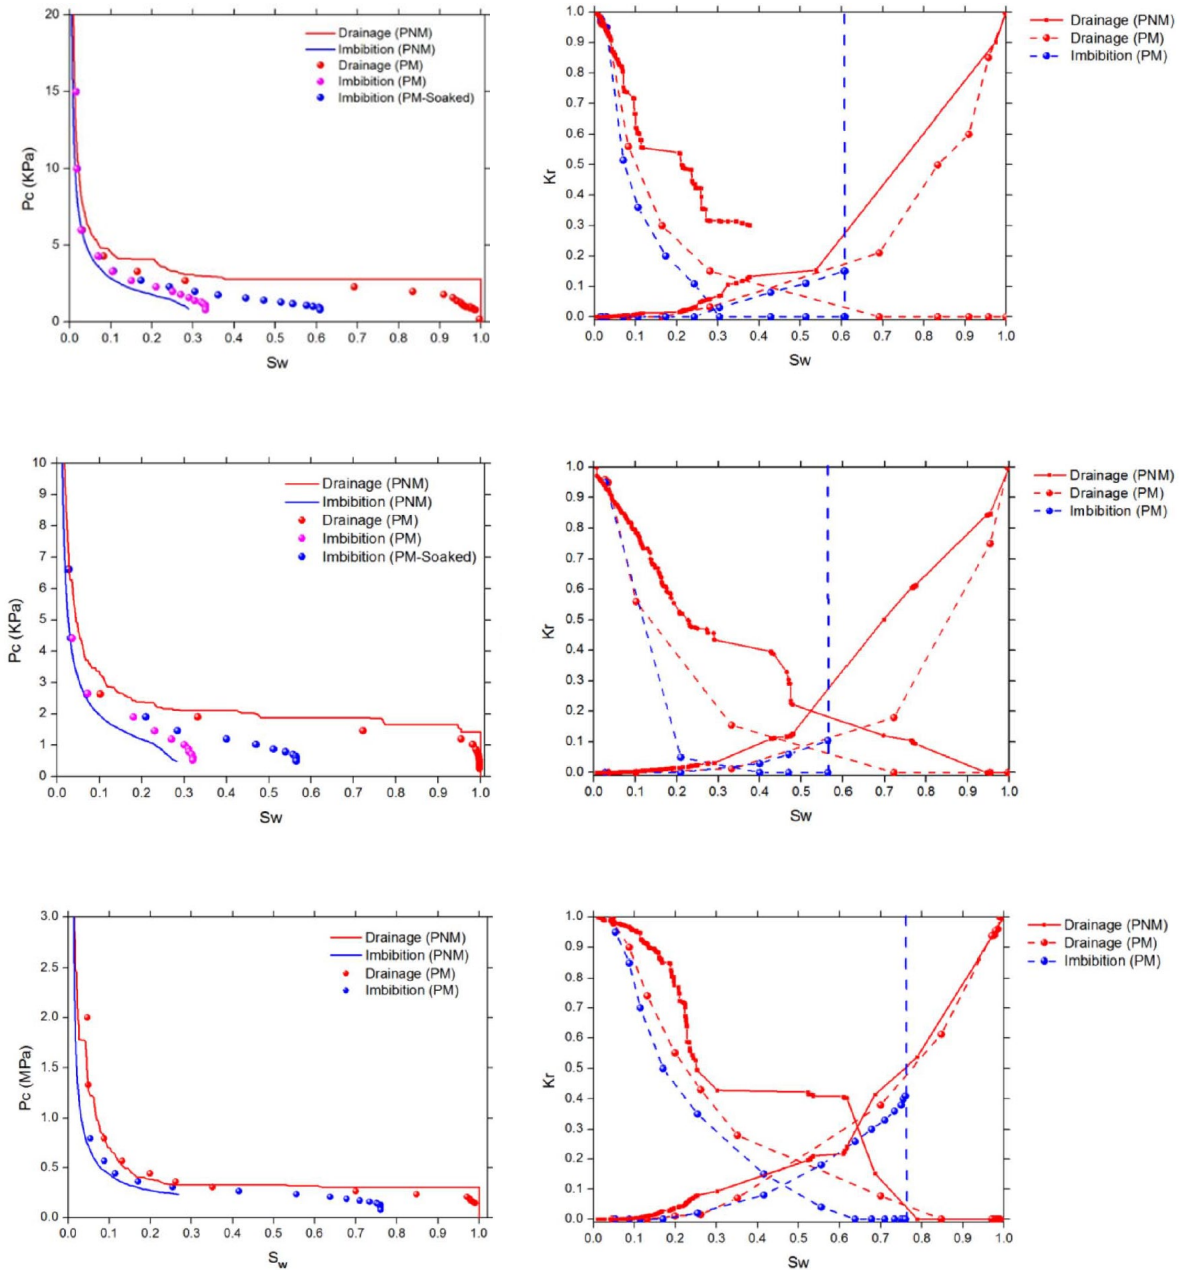 20
15
10
5
0
Pc (KPa)
0.0 0.1 0.2 0.3 0.4 0.5 0.6 0.7 0.8 0.9 1.0
Sw
Drainage (PNM)
Imbibition (PNM)
Drainage (PM)
Imbibition (PM)
Imbibition (PM-Soaked)
1.0
0.9
0.8
0.7
0.6
0.5
0.4
0.3
0.2
0.1
0.0
Kr
0.0 0.1 0.2 0.3 0.4 0.5 0.6 0.7 0.8 0.9 1.0
Sw
Drainage (PNM)
Drainage (PM)
Imbibition (PM)
10
9
8
7
6
5
4
3
2
1
0
Pc (KPa)
0.0 0.1 0.2 0.3 0.4 0.5 0.6 0.7 0.8 0.9 1.0
Sw
Drainage (PNM)
Imbibition (PNM)
Drainage (PM)
Imbibition (PM)
Imbibition (PM-Soaked)
1.0
0.9
0.8
0.7
0.6
0.5
0.4
0.3
0.2
0.1
0.0
Kr
0.0 0.1 0.2 0.3 0.4 0.5 0.6 0.7 0.8 0.9 1.0
Sw
Drainage (PNM)
Drainage (PM)
Imbibition (PM)
3.0
2.5
2.0
1.5
1.0
0.5
0.0
Pc (MPa)
0.0 0.1 0.2 0.3 0.4 0.5 0.6 0.7 0.8 0.9 1.0
Sw
Drainage (PNM)
Imbibition (PNM)
Drainage (PM)
Imbibition (PM)
1.0
0.9
0.8
0.7
0.6
0.5
0.4
0.3
0.2
0.1
0.0
Kr
0.0 0.1 0.2 0.3 0.4 0.5 0.6 0.7 0.8 0.9 1.0
Sw
Drainage (PNM)
Drainage (PM)
Imbibition (PM)